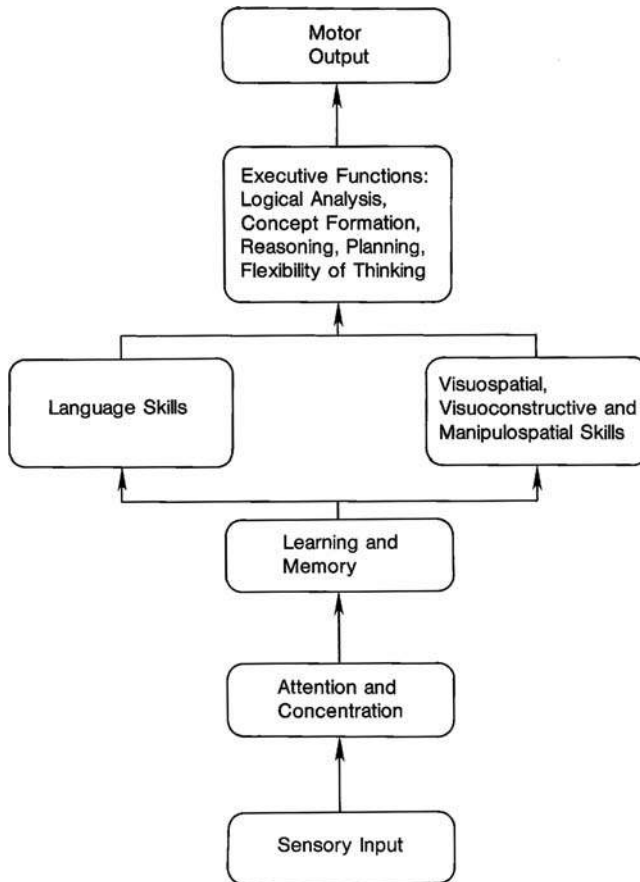 Motor
Output
Executive Functions:
Logical Analysis,
Concept Formation,
Reasoning, Planning,
Flexibility of Thinking
Language Skills
Visuospatial,
Visuoconstructive and
Manipulospatial Skills
Learning and
Memory
Attention and
Concentration
Sensory Input